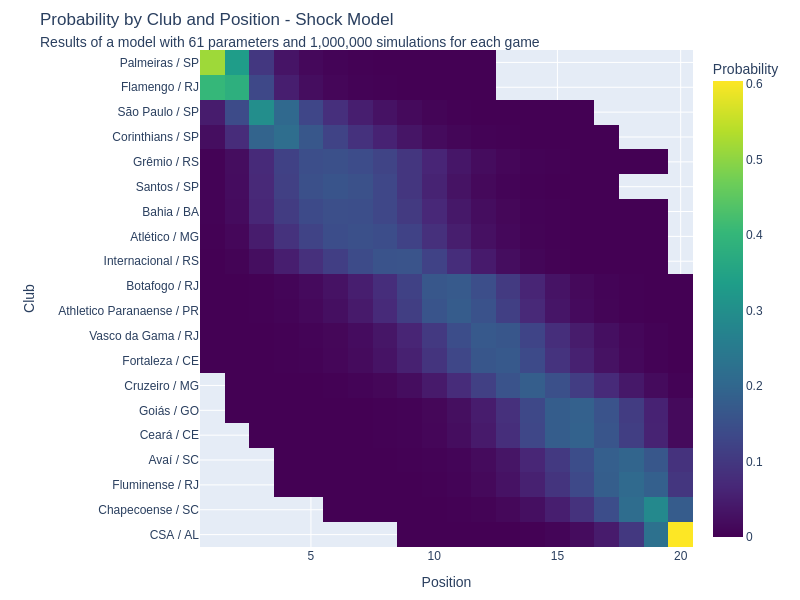 Probability by Club and Position - Shock Model
Results of a model with 61 parameters and 1,000,000 simulations for each game
Probability
Palmeiras / SP
Flamengo / RJ
São Paulo / SP
Corinthians / SP
Grêmio / RS
Santos / SP
Bahia / BA
Atlético / MG
Internacional / RS
Botafogo / RJ
Athletico Paranaense / PR
Vasco da Gama / RJ
Fortaleza / CE
Cruzeiro / MG
Goiás / GO
Ceará / CE
Avaí / SC
Fluminense / RJ
Chapecoense / SC
CSA / AL
Club
5
10
15
20
Position
0.6
0.5
0.4
0.3
0.2
0.1
0